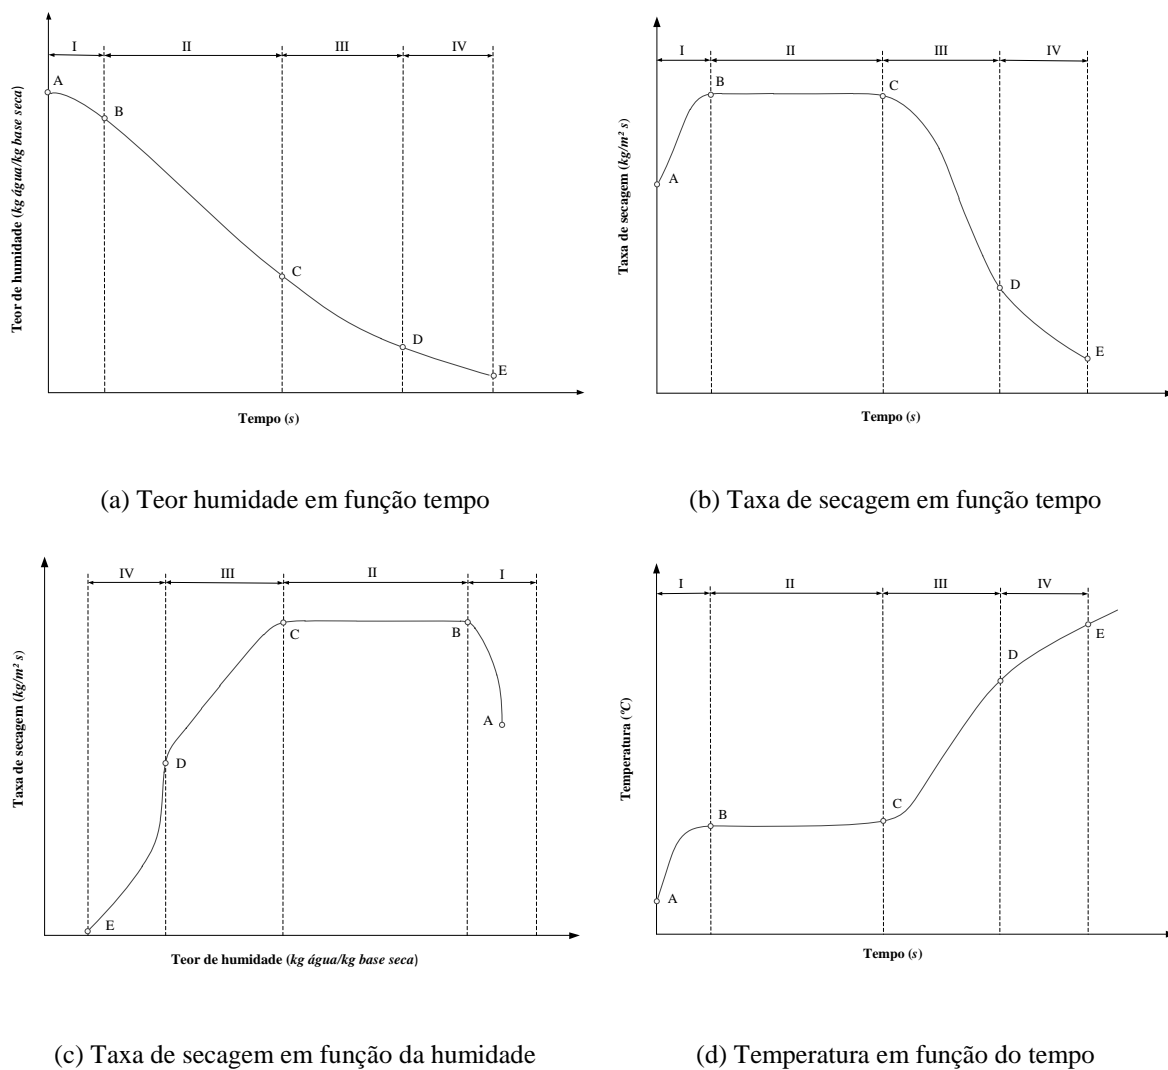 I
II
III
IV
A
B
C
D
E
Teor de humidade (kg água/kg base seca)
Tempo (s)
(a) Teor humidade em função tempo
I
II
III
IV
A
B
C
D
E
Taxa de secagem (kg/m² s)
Tempo (s)
(b) Taxa de secagem em função tempo
IV
III
II
I
C
B
A
D
E
Taxa de secagem (kg/m² s)
Teor de humidade (kg água/kg base seca)
(c) Taxa de secagem em função da humidade
I
II
III
IV
A
B
C
D
E
Temperatura (ºC)
Tempo (s)
(d) Temperatura em função do tempo